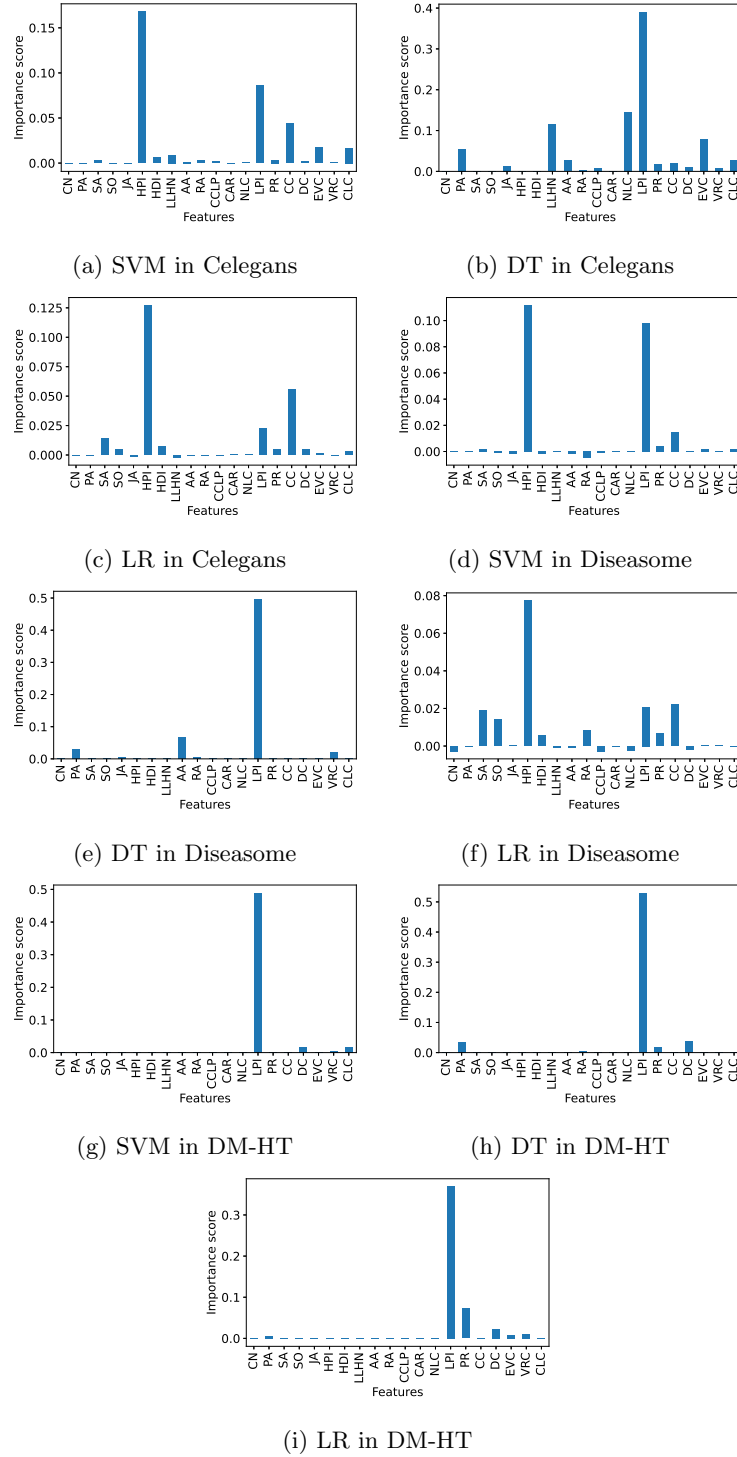 Importance score
0.15
0.10
0.05
0.00
CN PA SA SO JA HPI HDI LLHN AA RA CCLP CAR NLC LPI PR CC DC EVC VRC CLC
Features
(a) SVM in Celegans
Importance score
0.4
0.3
0.2
0.1
0.0
CN PA SA SO JA HPI HDI LLHN AA RA CCLP CAR NLC LPI PR CC DC EVC VRC CLC
Features
(b) DT in Celegans
Importance score
0.125
0.100
0.075
0.050
0.025
0.000
CN PA SA SO JA HPI HDI LLHN AA RA CCLP CAR NLC LPI PR CC DC EVC VRC CLC
Features
(c) LR in Celegans
Importance score
0.10
0.08
0.06
0.04
0.02
0.00
CN PA SA SO JA HPI HDI LLHN AA RA CCLP CAR NLC LPI PR CC DC EVC VRC CLC
Features
(d) SVM in Diseasome
Importance score
0.5
0.4
0.3
0.2
0.1
0.0
CN PA SA SO JA HPI HDI LLHN AA RA CCLP CAR NLC LPI PR CC DC EVC VRC CLC
Features
(e) DT in Diseasome
Importance score
0.08
0.06
0.04
0.02
0.00
CN PA SA SO JA HPI HDI LLHN AA RA CCLP CAR NLC LPI PR CC DC EVC VRC CLC
Features
(f) LR in Diseasome
Importance score
0.5
0.4
0.3
0.2
0.1
0.0
CN PA SA SO JA HPI HDI LLHN AA RA CCLP CAR NLC LPI PR CC DC EVC VRC CLC
Features
(g) SVM in DM-HT
Importance score
0.5
0.4
0.3
0.2
0.1
0.0
CN PA SA SO JA HPI HDI LLHN AA RA CCLP CAR NLC LPI PR CC DC EVC VRC CLC
Features
(h) DT in DM-HT
Importance score
0.3
0.2
0.1
0.0
CN PA SA SO JA HPI HDI LLHN AA RA CCLP CAR NLC LPI PR CC DC EVC VRC CLC
Features
(i) LR in DM-HT